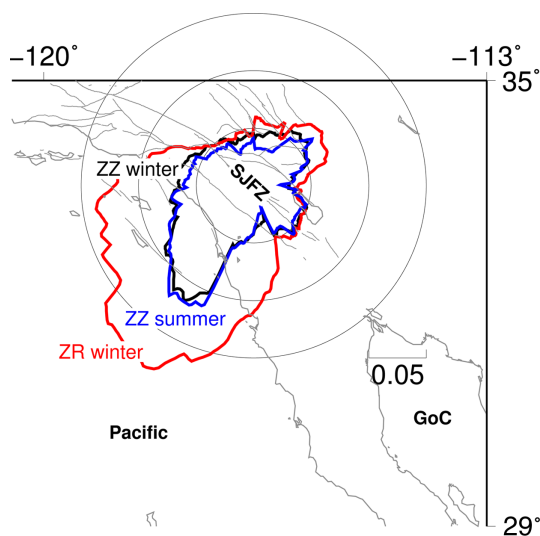 −120° −113°
35°
ZZ winter
SJFZ
ZZ summer
ZR winter
0.05
GoC
Pacific
29°